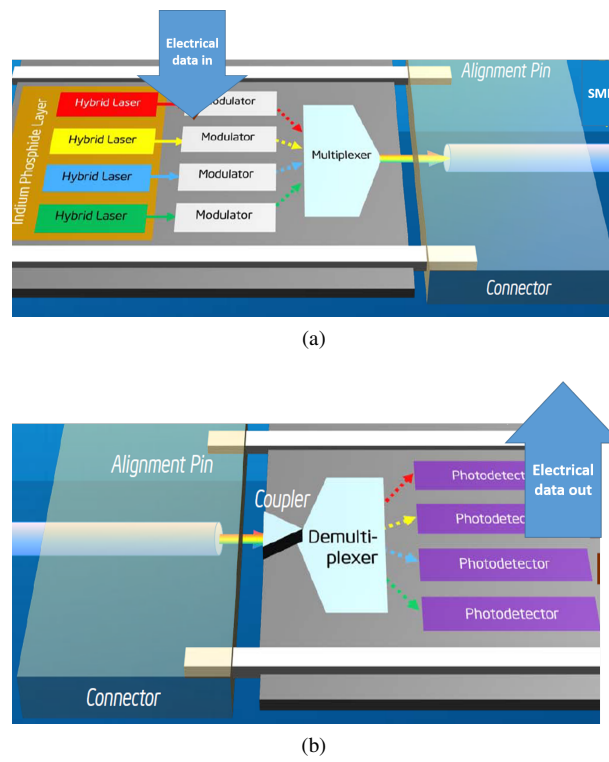 Electrical
data in
Alignment Pin
Hybrid Laser
Modulator
Indium Phosphide Layer
Hybrid Laser
Modulator
Multiplexer
Hybrid Laser
Modulator
Hybrid Laser
Modulator
Connector
(a)
Alignment Pin
Coupler
Electrical
data out
Demulti-
plexer
Photodetector
Photodetector
Connector
(b)